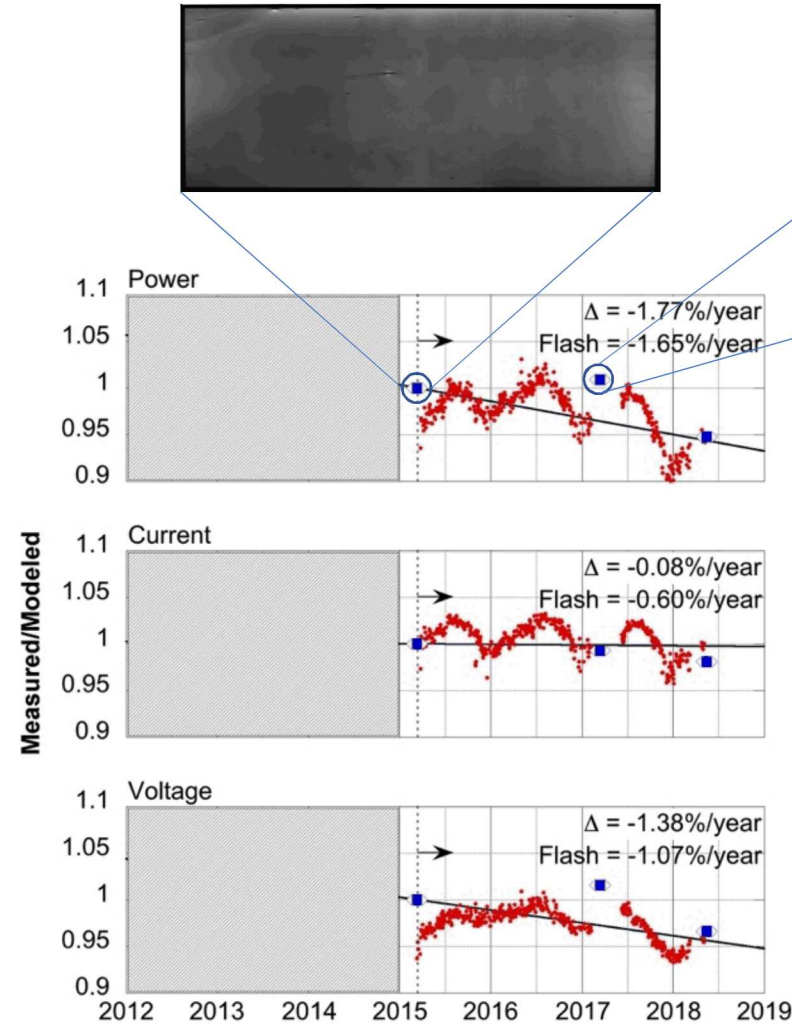 Power
1.1
1.05
1
0.95
0.9
Δ = -1.77%/year
Flash = -1.65%/year
Measured/Modeled
Current
1.1
1.05
1
0.95
0.9
Δ = -0.08%/year
Flash = -0.60%/year
Voltage
1.1
1.05
1
0.95
0.9
Δ = -1.38%/year
Flash = -1.07%/year
2012 2013 2014 2015 2016 2017 2018 2019